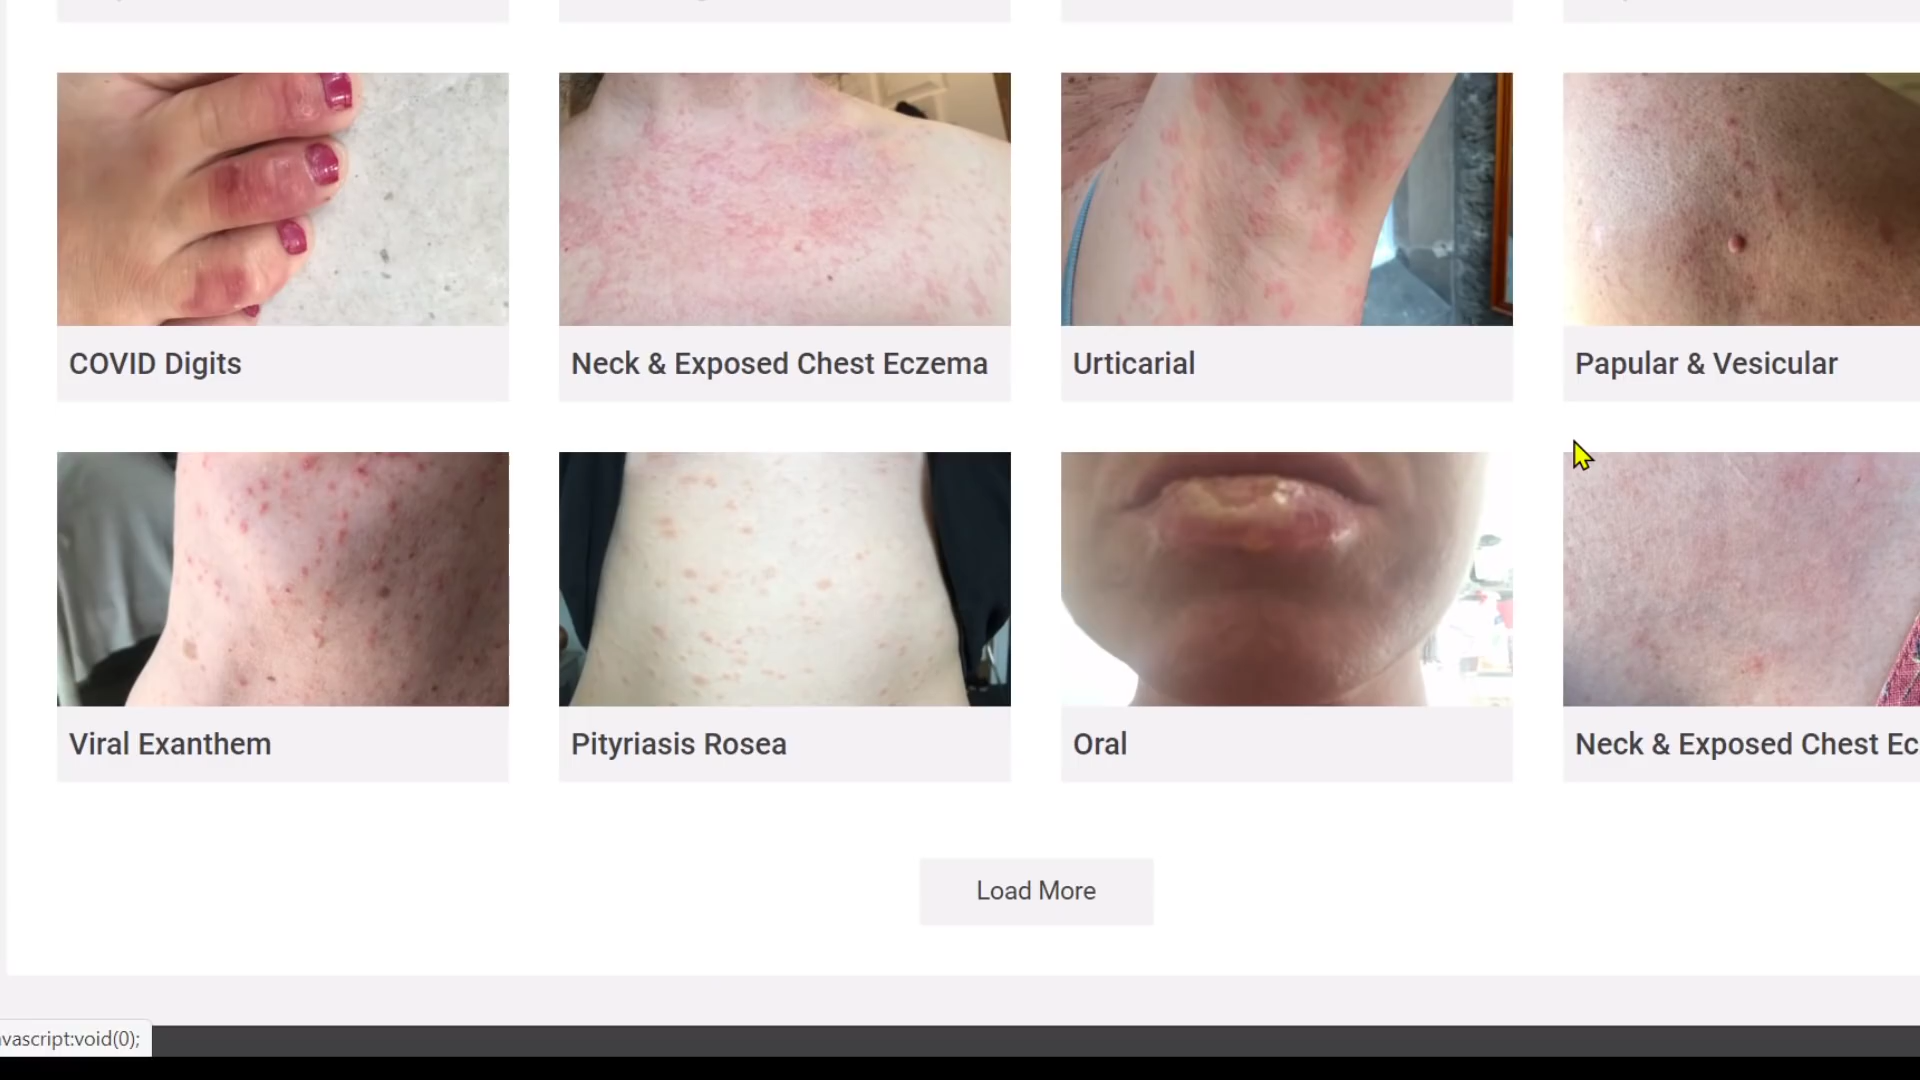 COVID Digits
Neck & Exposed Chest Eczema
Urticarial
Papular & Vesicular
Viral Exanthem
Pityriasis Rosea
Oral
Neck & Exposed Chest Ec
Load More
vascript:void(0);